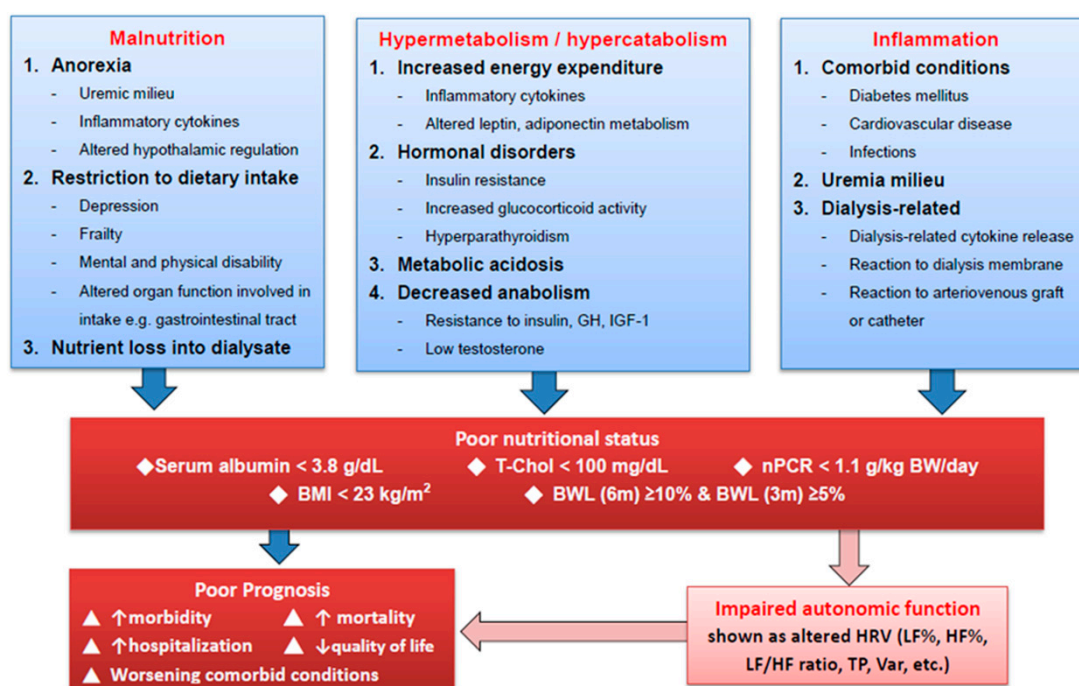 Malnutrition
1. Anorexia
- Uremic milieu
- Inflammatory cytokines
- Altered hypothalamic regulation
2. Restriction to dietary intake
- Depression
- Frailty
- Mental and physical disability
- Altered organ function involved in
intake e.g. gastrointestinal tract
3. Nutrient loss into dialysate
Hypermetabolism / hypercatabolism
1. Increased energy expenditure
- Inflammatory cytokines
- Altered leptin, adiponectin metabolism
2. Hormonal disorders
- Insulin resistance
- Increased glucocorticoid activity
- Hyperparathyroidism
3. Metabolic acidosis
4. Decreased anabolism
- Resistance to insulin, GH, IGF-1
- Low testosterone
Inflammation
1. Comorbid conditions
- Diabetes mellitus
- Cardiovascular disease
- Infections
2. Uremia milieu
3. Dialysis-related
- Dialysis-related cytokine release
- Reaction to dialysis membrane
- Reaction to arteriovenous graft
or catheter
Poor nutritional status
◆Serum albumin < 3.8 g/dL ◆ T-Chol < 100 mg/dL ◆ nPCR < 1.1 g/kg BW/day
◆ BMI < 23 kg/m² ◆ BWL (6m) ≥10% & BWL (3m) ≥5%
Poor Prognosis
▲ ↑morbidity ▲ ↑ mortality
▲ ↑hospitalization ▲ ↓quality of life
▲ Worsening comorbid conditions
Impaired autonomic function
shown as altered HRV (LF%, HF%,
LF/HF ratio, TP, Var, etc.)